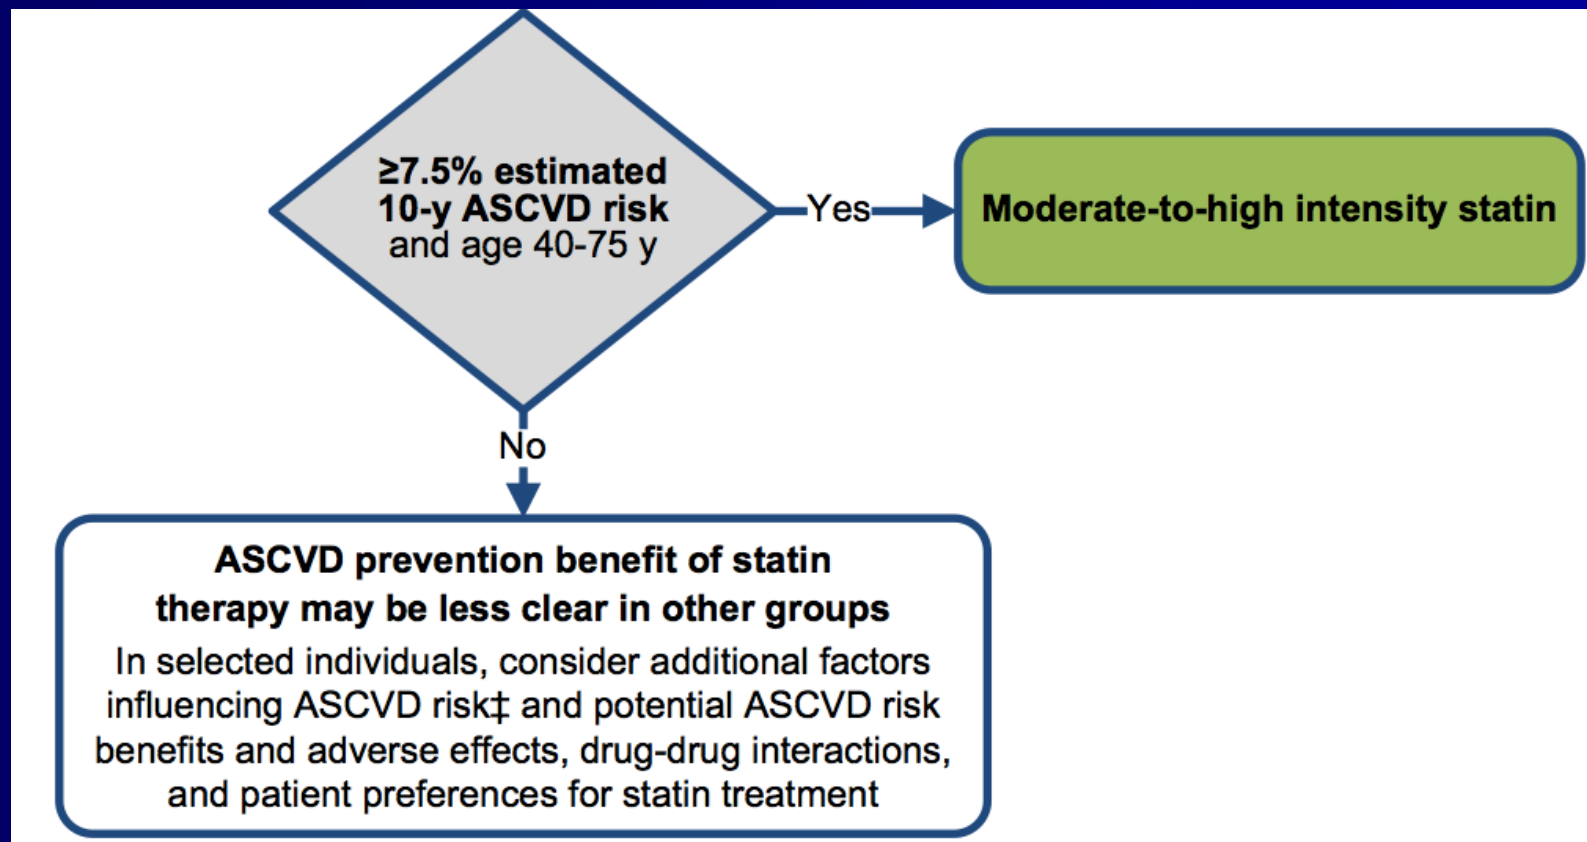 ≥7.5% estimated
10-y ASCVD risk
and age 40-75 y
Yes
Moderate-to-high intensity statin
No
ASCVD prevention benefit of statin
therapy may be less clear in other groups
In selected individuals, consider additional factors
influencing ASCVD risk‡ and potential ASCVD risk
benefits and adverse effects, drug-drug interactions,
and patient preferences for statin treatment